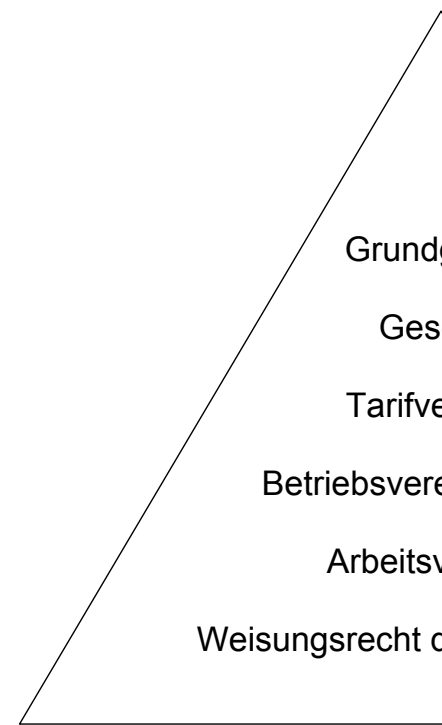 Grundg
Ges
Tarifve
Betriebsvere
Arbeitsv
Weisungsrecht d